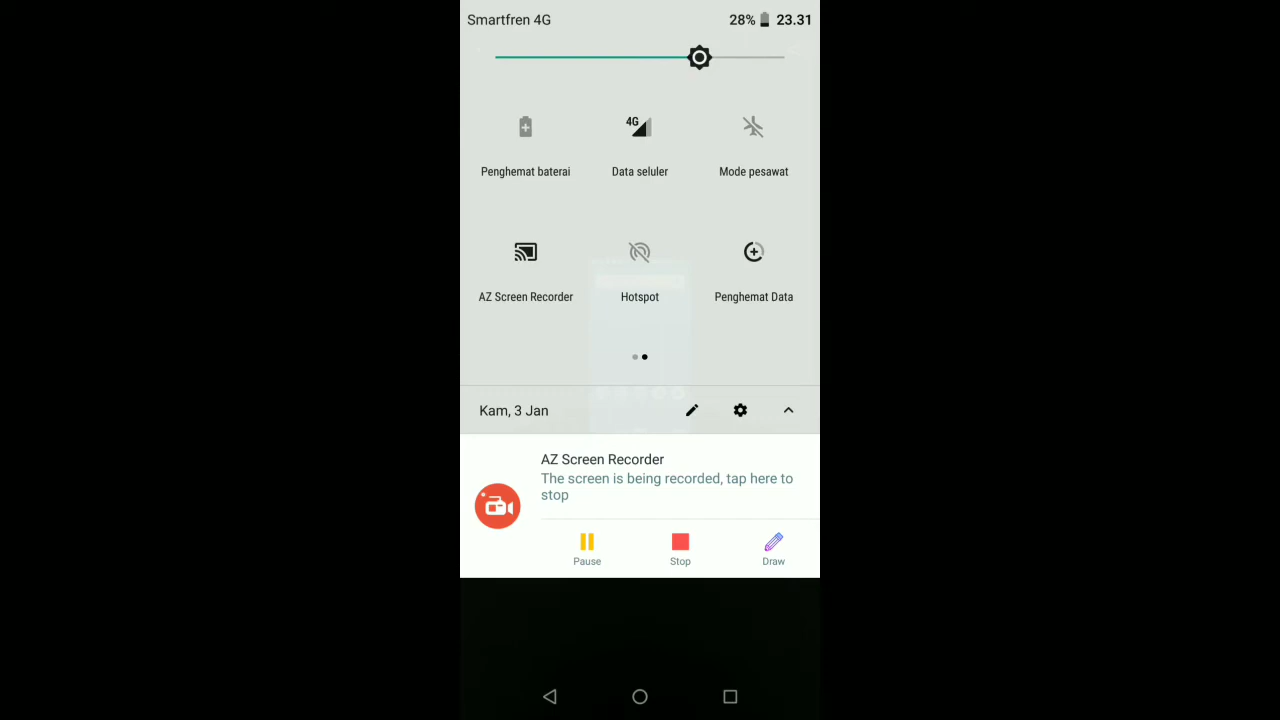 Smartfren 4G 28% 23.31
Penghemat baterai Data seluler Mode pesawat
4G
AZ Screen Recorder Hotspot Penghemat Data
Kam, 3 Jan
AZ Screen Recorder
The screen is being recorded, tap here to
stop
Pause Stop Draw